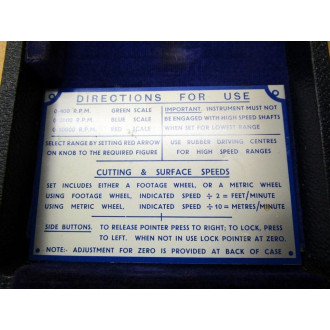 DIRECTIONS FOR USE
R.P.M. GREEN SCALE
R.P.M. BLUE SCALE
R.P.M. RED SCALE
SELECT RANGE BY SETTING RED ARROW
ON KNOB TO THE REQUIRED FIGURE
IMPORTANT. INSTRUMENT MUST NOT
BE ENGAGED WITH HIGH SPEED SHAFTS
WHEN SET FOR LOWEST RANGE
USE RUBBER DRIVING CENTRES
FOR HIGH SPEED RANGES
CUTTING & SURFACE SPEEDS
SET INCLUDES EITHER A FOOTAGE WHEEL, OR A METRIC WHEEL
USING FOOTAGE WHEEL, INDICATED SPEED ÷ 2 = FEET/MINUTE
USING METRIC WHEEL, INDICATED SPEED ÷ 10 = METRES/MINUTE
SIDE BUTTONS. TO RELEASE POINTER PRESS TO RIGHT; TO LOCK, PRESS
TO LEFT. WHEN NOT IN USE LOCK POINTER AT ZERO.
NOTE:- ADJUSTMENT FOR ZERO IS PROVIDED AT BACK OF CASE